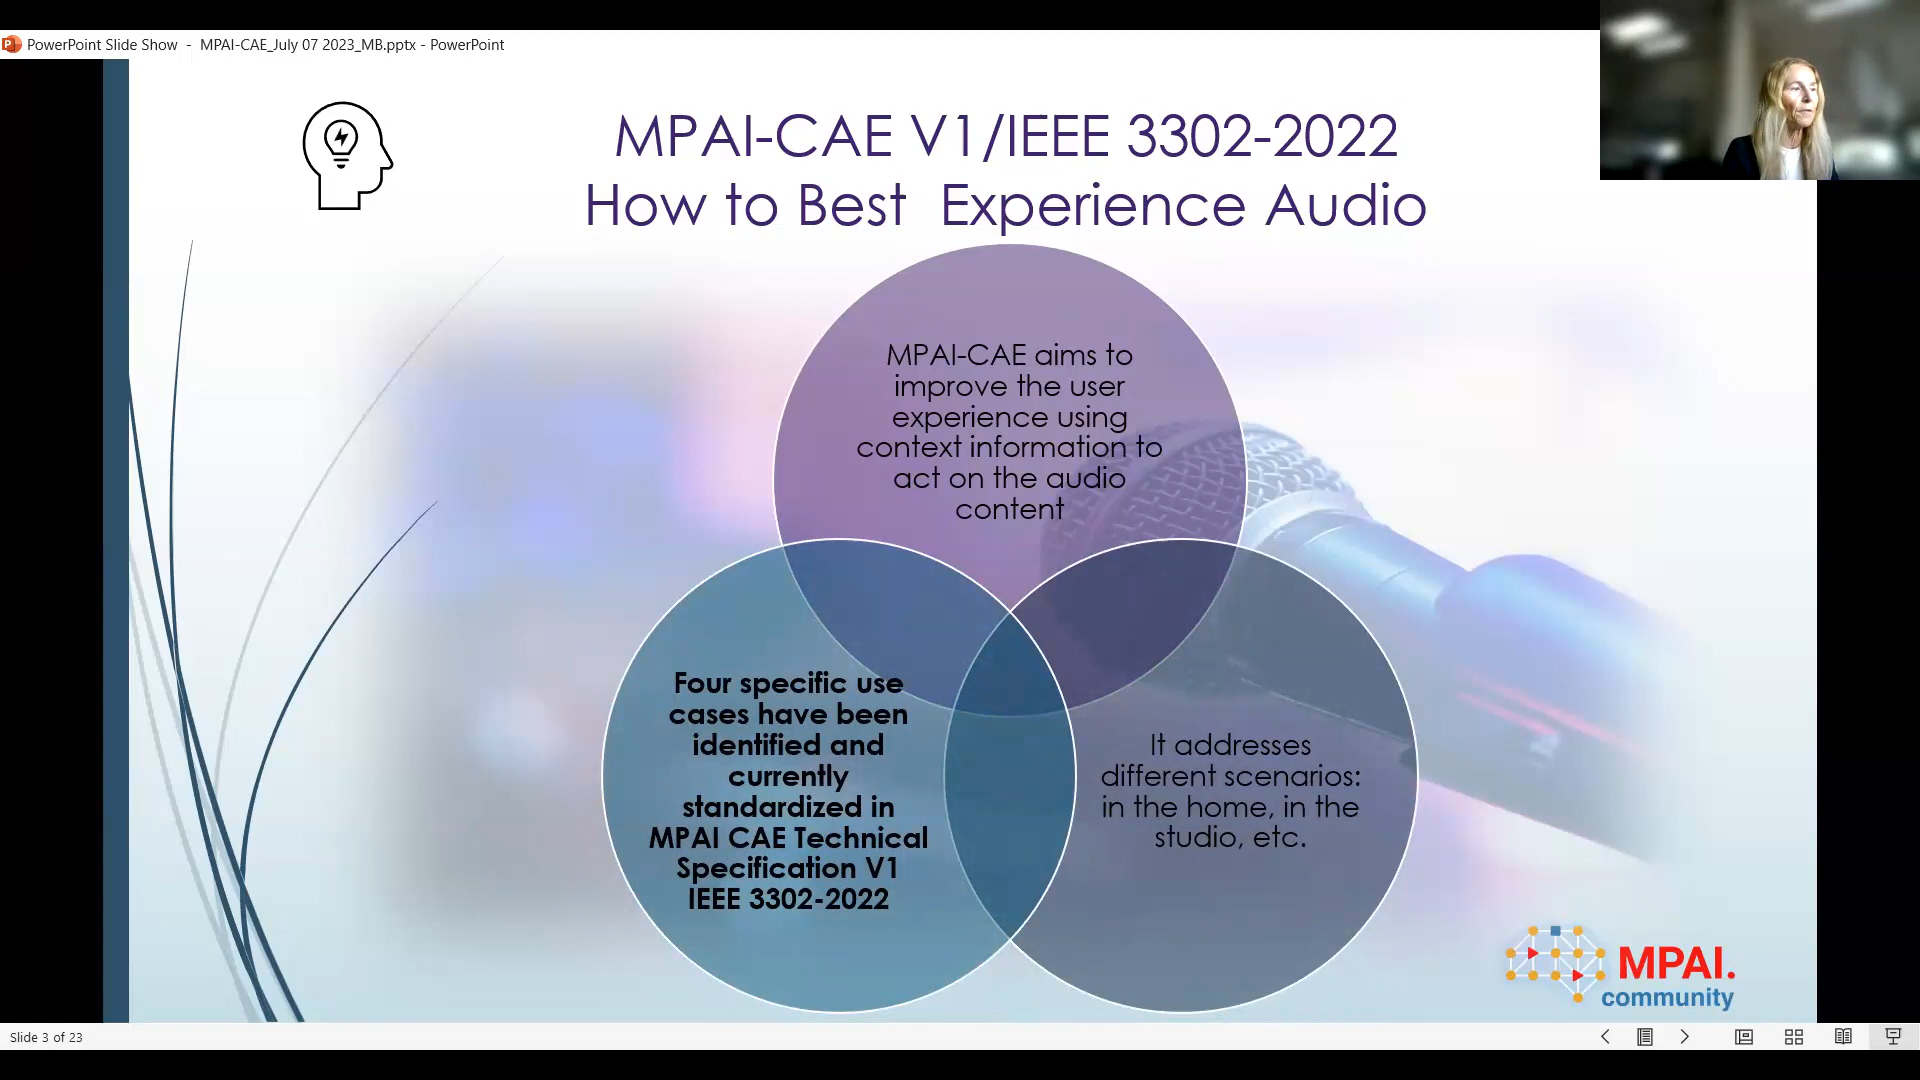 PowerPoint Slide Show - MPAI-CAE_July 07 2023_MB.pptx - PowerPoint
MPAI-CAE V1/IEEE 3302-2022
How to Best Experience Audio
MPAI-CAE aims to
improve the user
experience using
context information to
act on the audio
content
Four specific use
cases have been
identified and
currently
standardized in
MPAI CAE Technical
Specification V1
IEEE 3302-2022
It addresses
different scenarios:
in the home, in the
studio, etc.
MPAI.
community
Slide 3 of 23